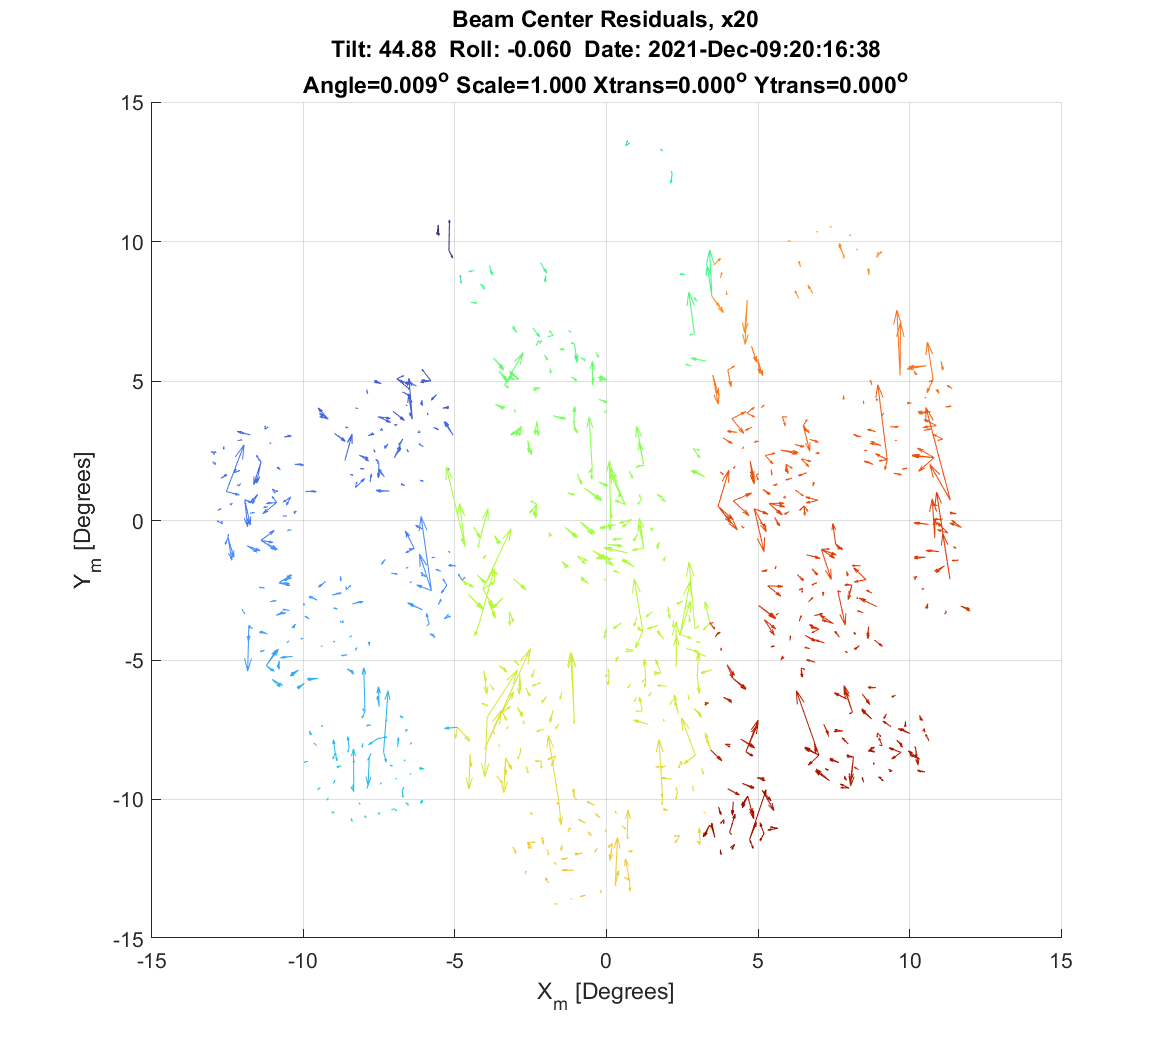 Beam Center Residuals, x20
Tilt: 44.88 Roll: -0.060 Date: 2021-Dec-09:20:16:38
Angle=0.009° Scale=1.000 Xtrans=0.000° Ytrans=0.000°
15
10
5
0
-5
-10
-15
Y_m [Degrees]
-15 -10 -5 0 5 10 15
X_m [Degrees]